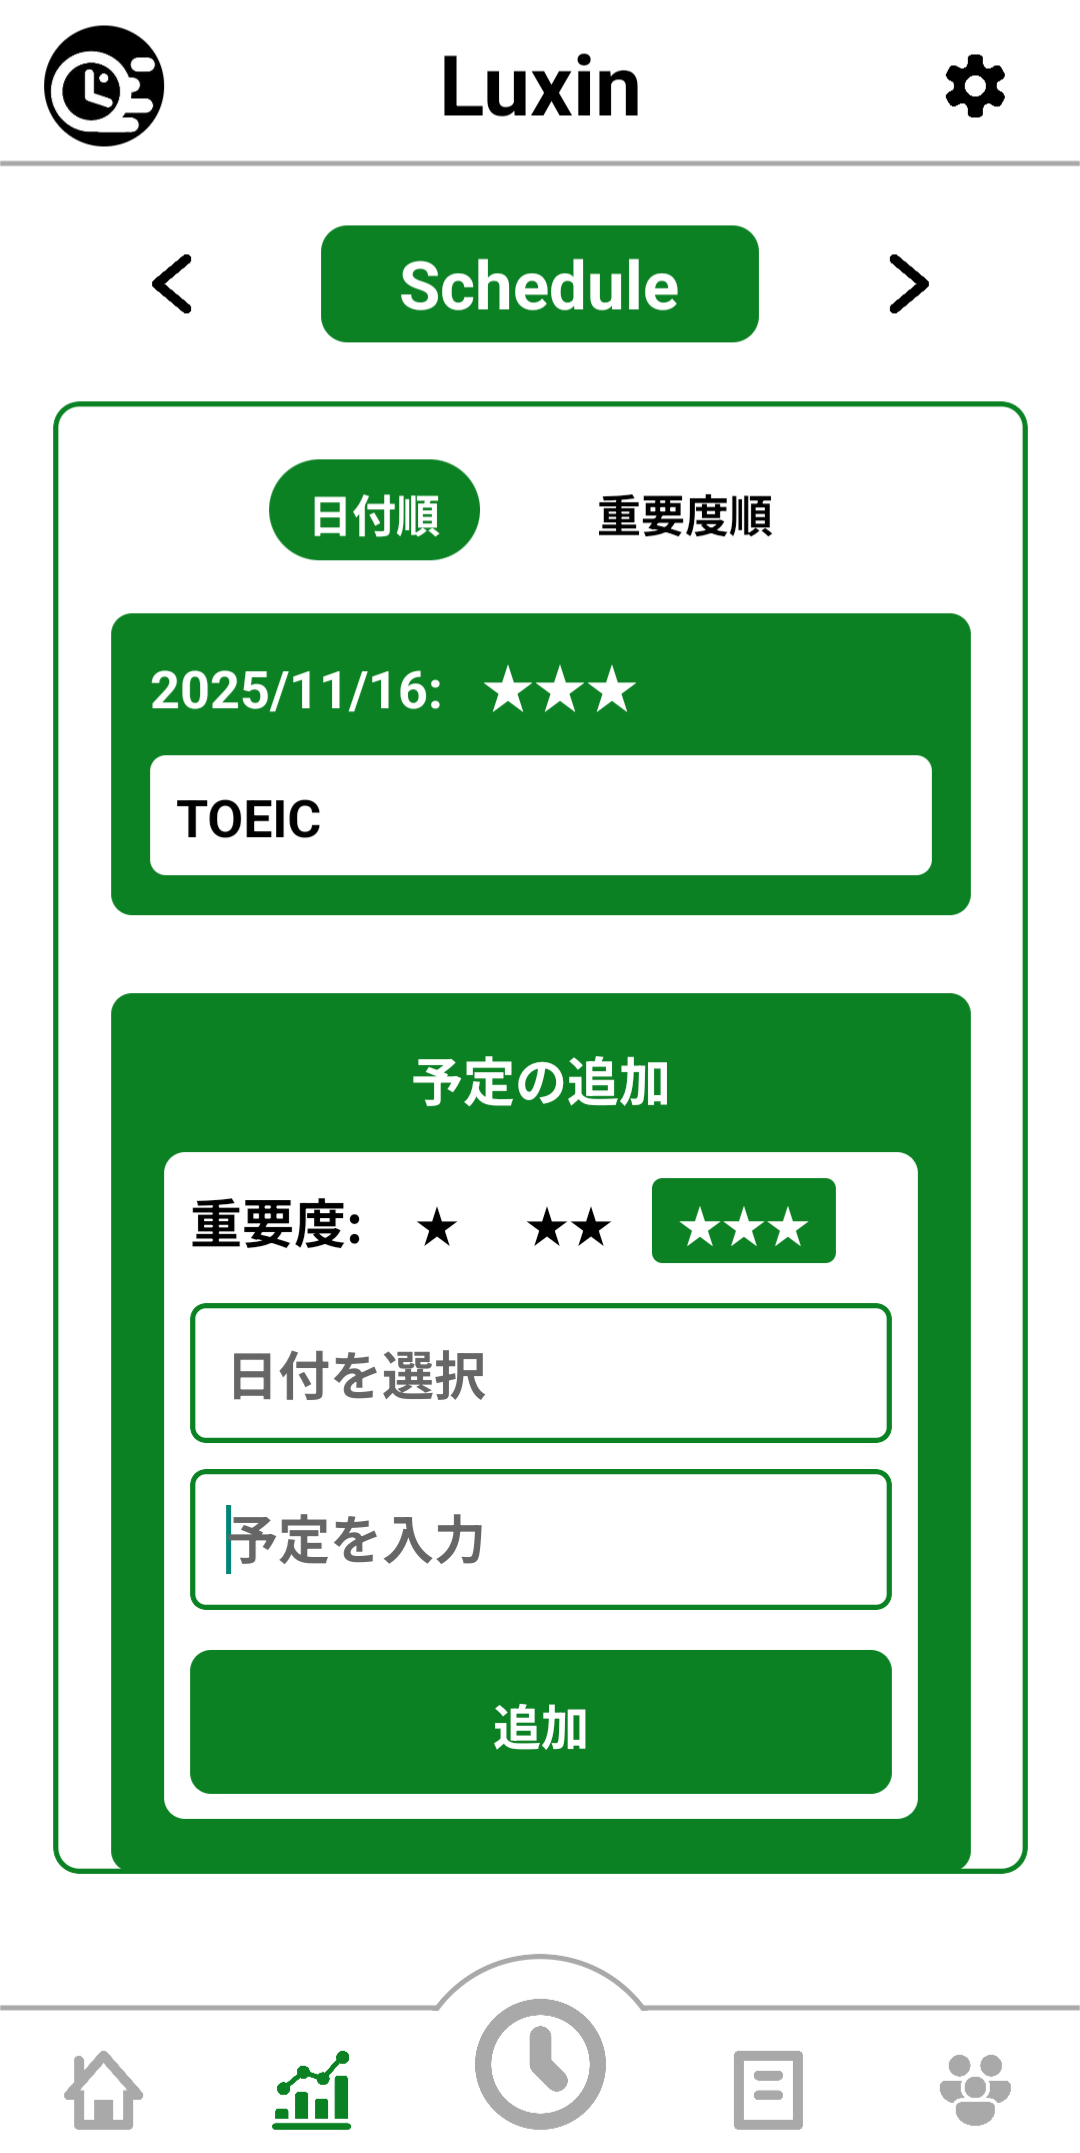 Luxin
Schedule
日付順 重要度順
2025/11/16: ★★★
TOEIC
予定の追加
重要度: ★ ★★ ★★★
日付を選択
予定を入力
追加